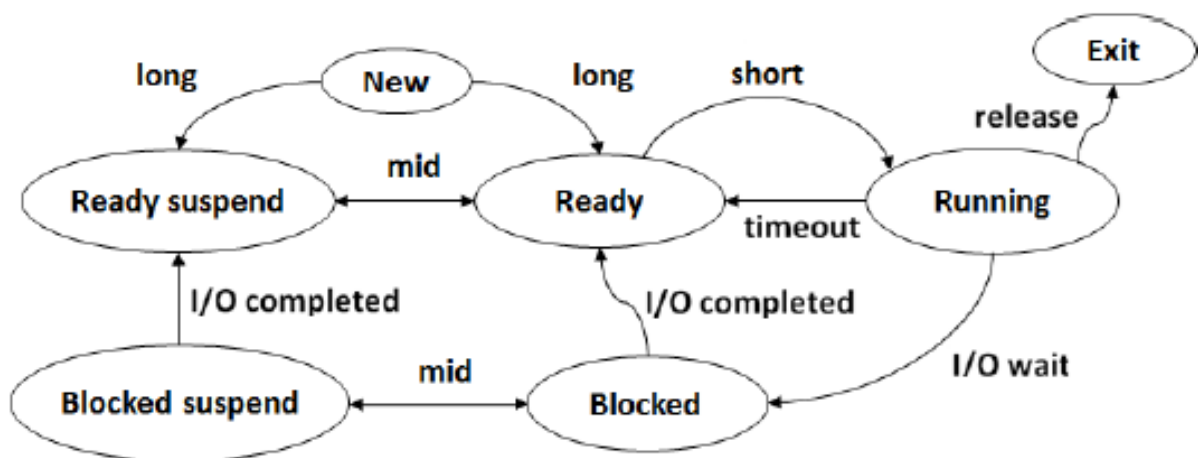 Exit
long
New
long
short
release
mid
Ready suspend
Ready
Running
timeout
I/O completed
I/O completed
I/O wait
mid
Blocked suspend
Blocked